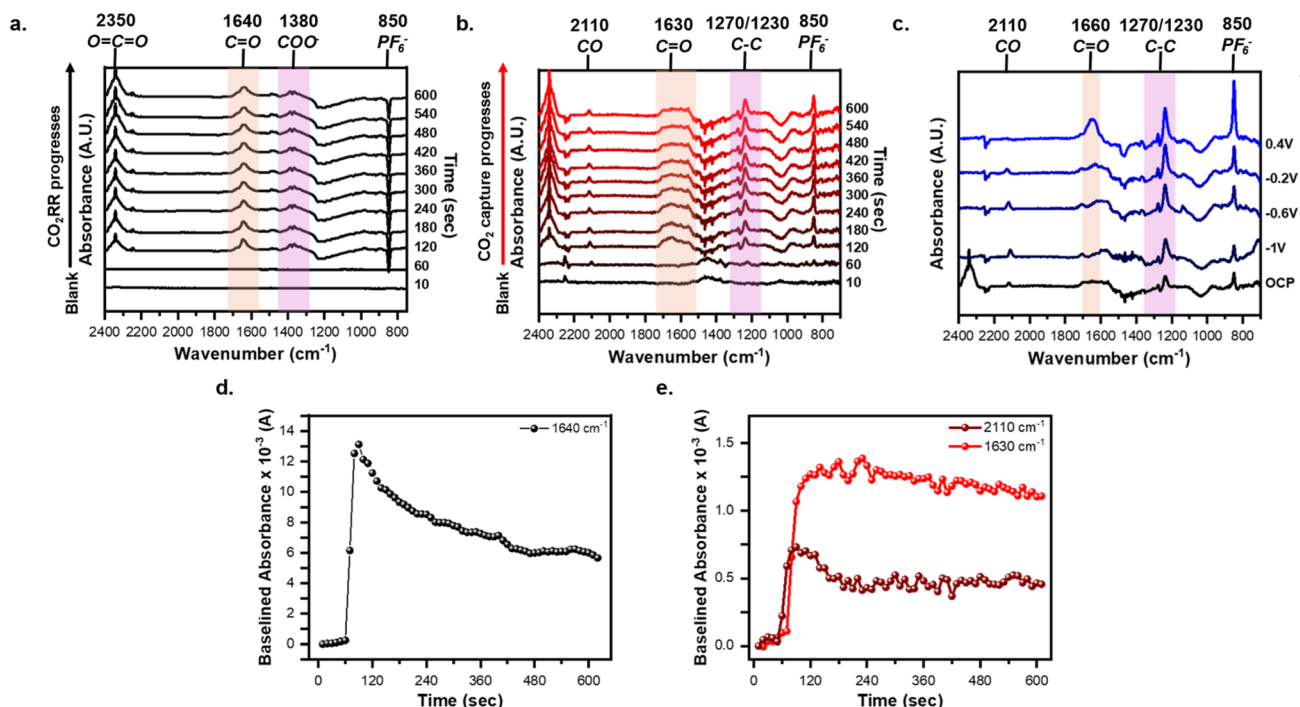 a.
2350 1640 1380 850
O=C=O C=O COO⁻ PF₆⁻
CO₂RR progresses
Blank
Absorbance (A.U.)
600
540
480
420
360
300
240
180
120
60
10
Time (sec)
2400 2200 2000 1800 1600 1400 1200 1000 800
Wavenumber (cm⁻¹)
b.
2110 1630 1270/1230 850
CO C=O C-C PF₆⁻
CO₂ capture progresses
Blank
Absorbance (A.U.)
600
540
480
420
360
300
240
180
120
60
10
Time (sec)
2400 2200 2000 1800 1600 1400 1200 1000 800
Wavenumber (cm⁻¹)
c.
2110 1660 1270/1230 850
CO C=O C-C PF₆⁻
Absorbance (A.U.)
0.4V
-0.2V
-0.6V
-1V
OCP
2400 2200 2000 1800 1600 1400 1200 1000 800
Wavenumber (cm⁻¹)
d.
Baselined Absorbance x 10⁻³ (A)
14
12
10
8
6
4
2
0
1640 cm⁻¹
0 120 240 360 480 600
Time (sec)
e.
Baselined Absorbance x 10⁻³ (A)
1.5
1.0
0.5
0.0
2110 cm⁻¹
1630 cm⁻¹
0 120 240 360 480 600
Time (sec)